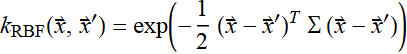 k_RBF(x⃗, x⃗′) = exp(−1/2 (x⃗ − x⃗′)^T Σ (x⃗ − x⃗′))